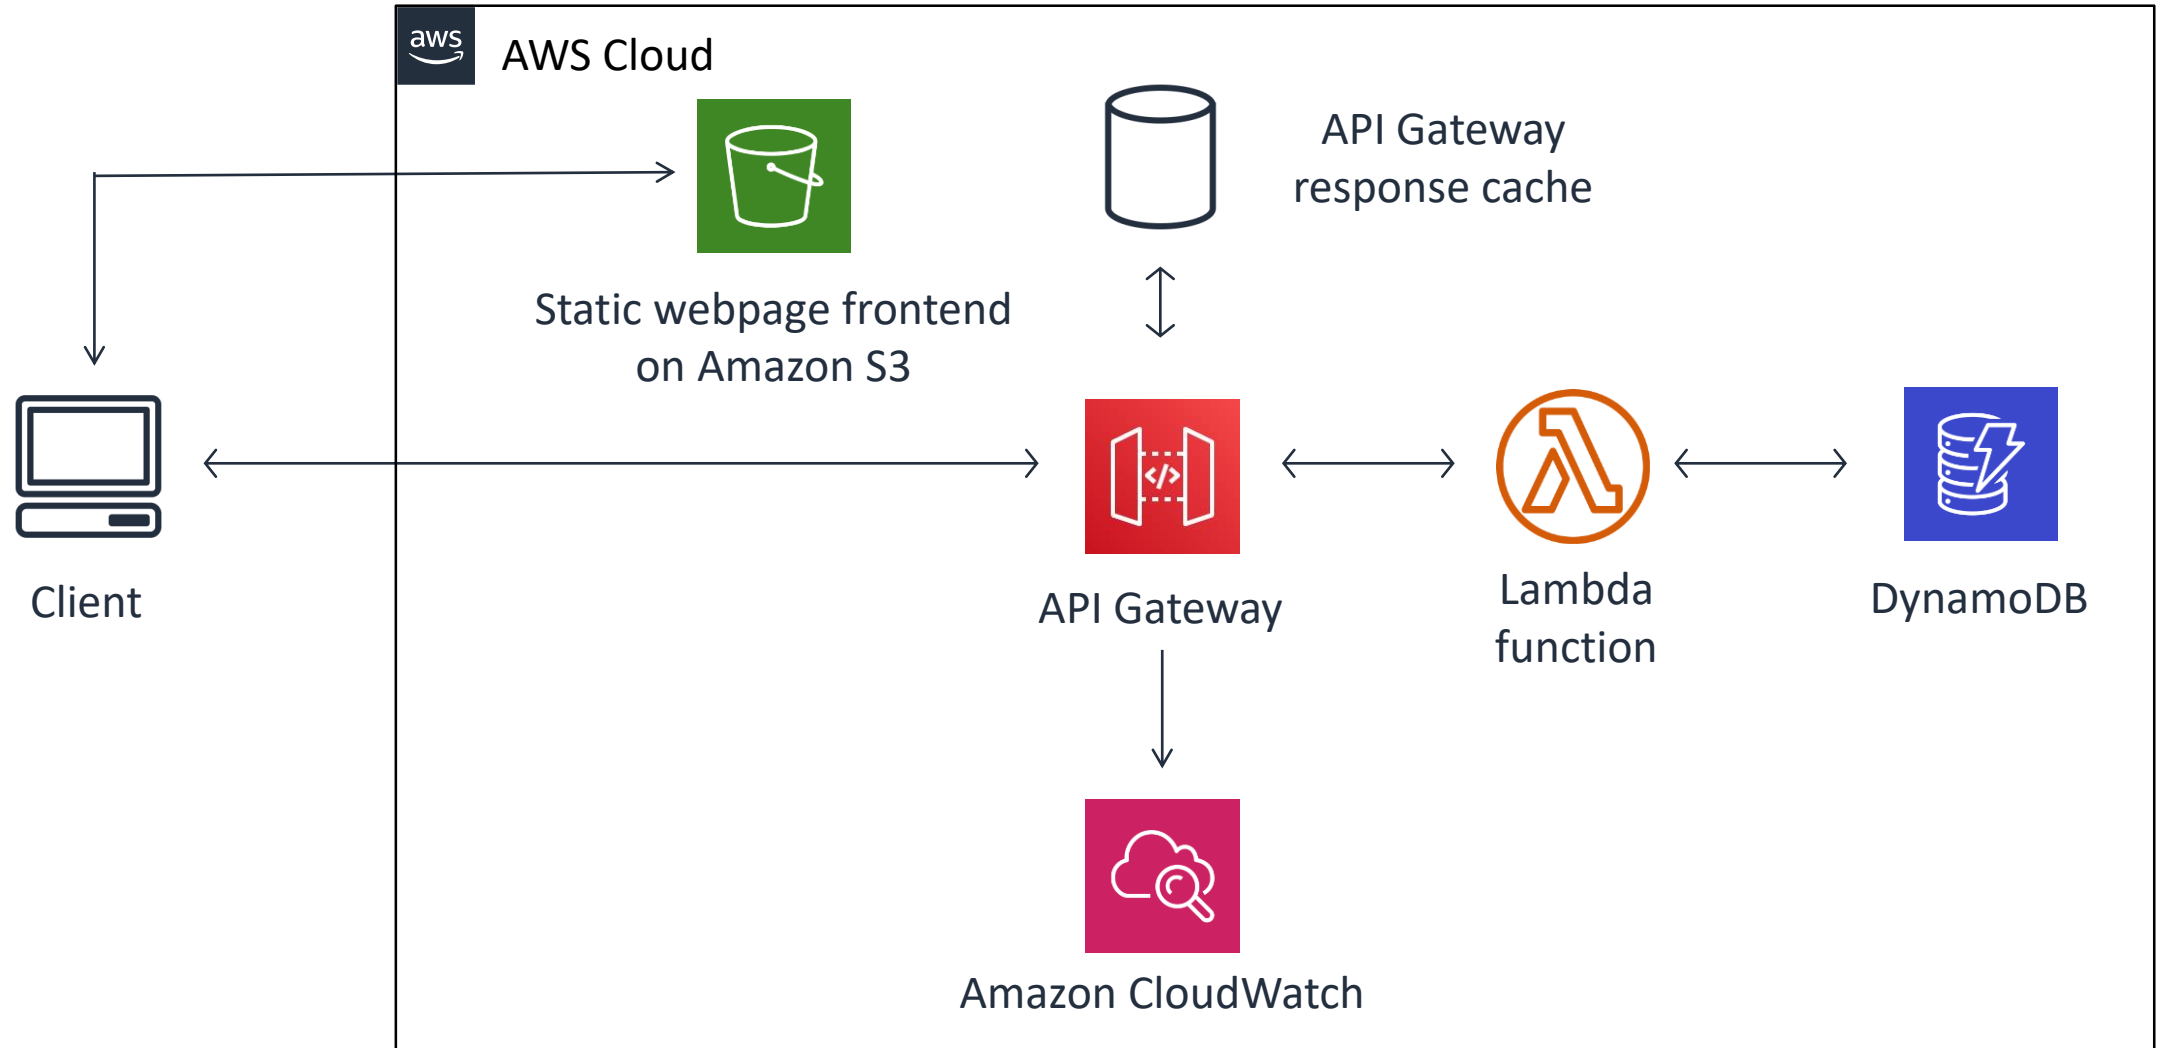 aws
AWS Cloud
API Gateway
response cache
Static webpage frontend
on Amazon S3
</>
Client
API Gateway
Lambda
function
DynamoDB
Amazon CloudWatch